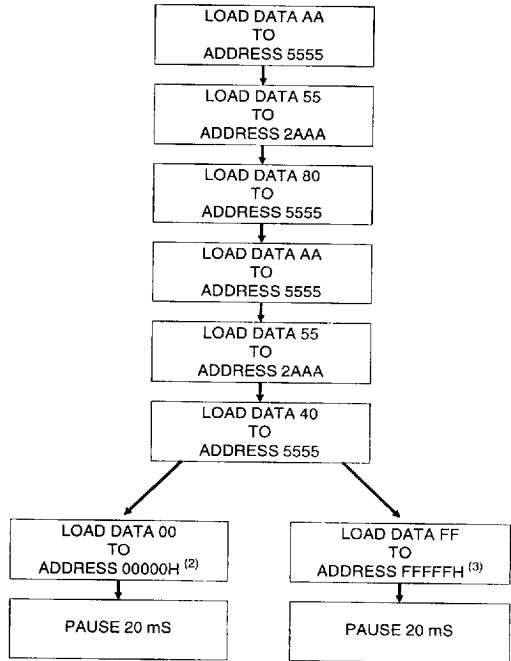 LOAD DATA AA
TO
ADDRESS 5555
LOAD DATA 55
TO
ADDRESS 2AAA
LOAD DATA 80
TO
ADDRESS 5555
LOAD DATA AA
TO
ADDRESS 5555
LOAD DATA 55
TO
ADDRESS 2AAA
LOAD DATA 40
TO
ADDRESS 5555
LOAD DATA 00
TO
ADDRESS 00000H (2)
PAUSE 20 mS
LOAD DATA FF
TO
ADDRESS FFFFFH (3)
PAUSE 20 mS